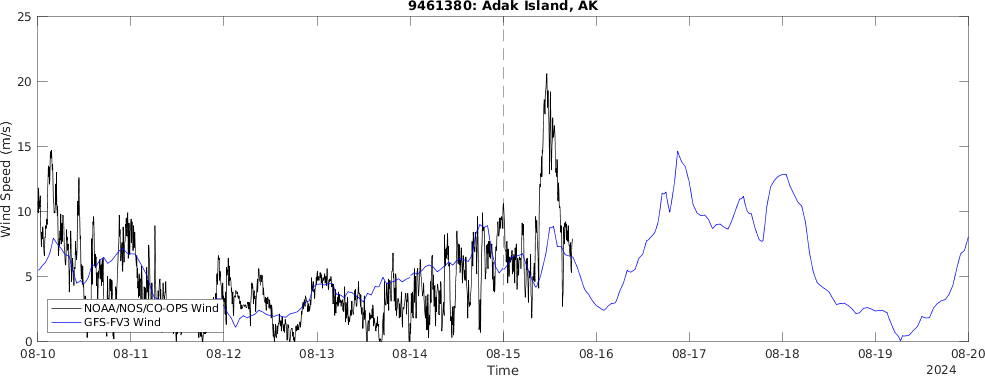 9461380: Adak Island, AK
25
20
15
10
5
0
Wind Speed (m/s)
NOAA/NOS/CO-OPS Wind
GFS-FV3 Wind
08-10 08-11 08-12 08-13 08-14 08-15 08-16 08-17 08-18 08-19 08-20
Time
2024